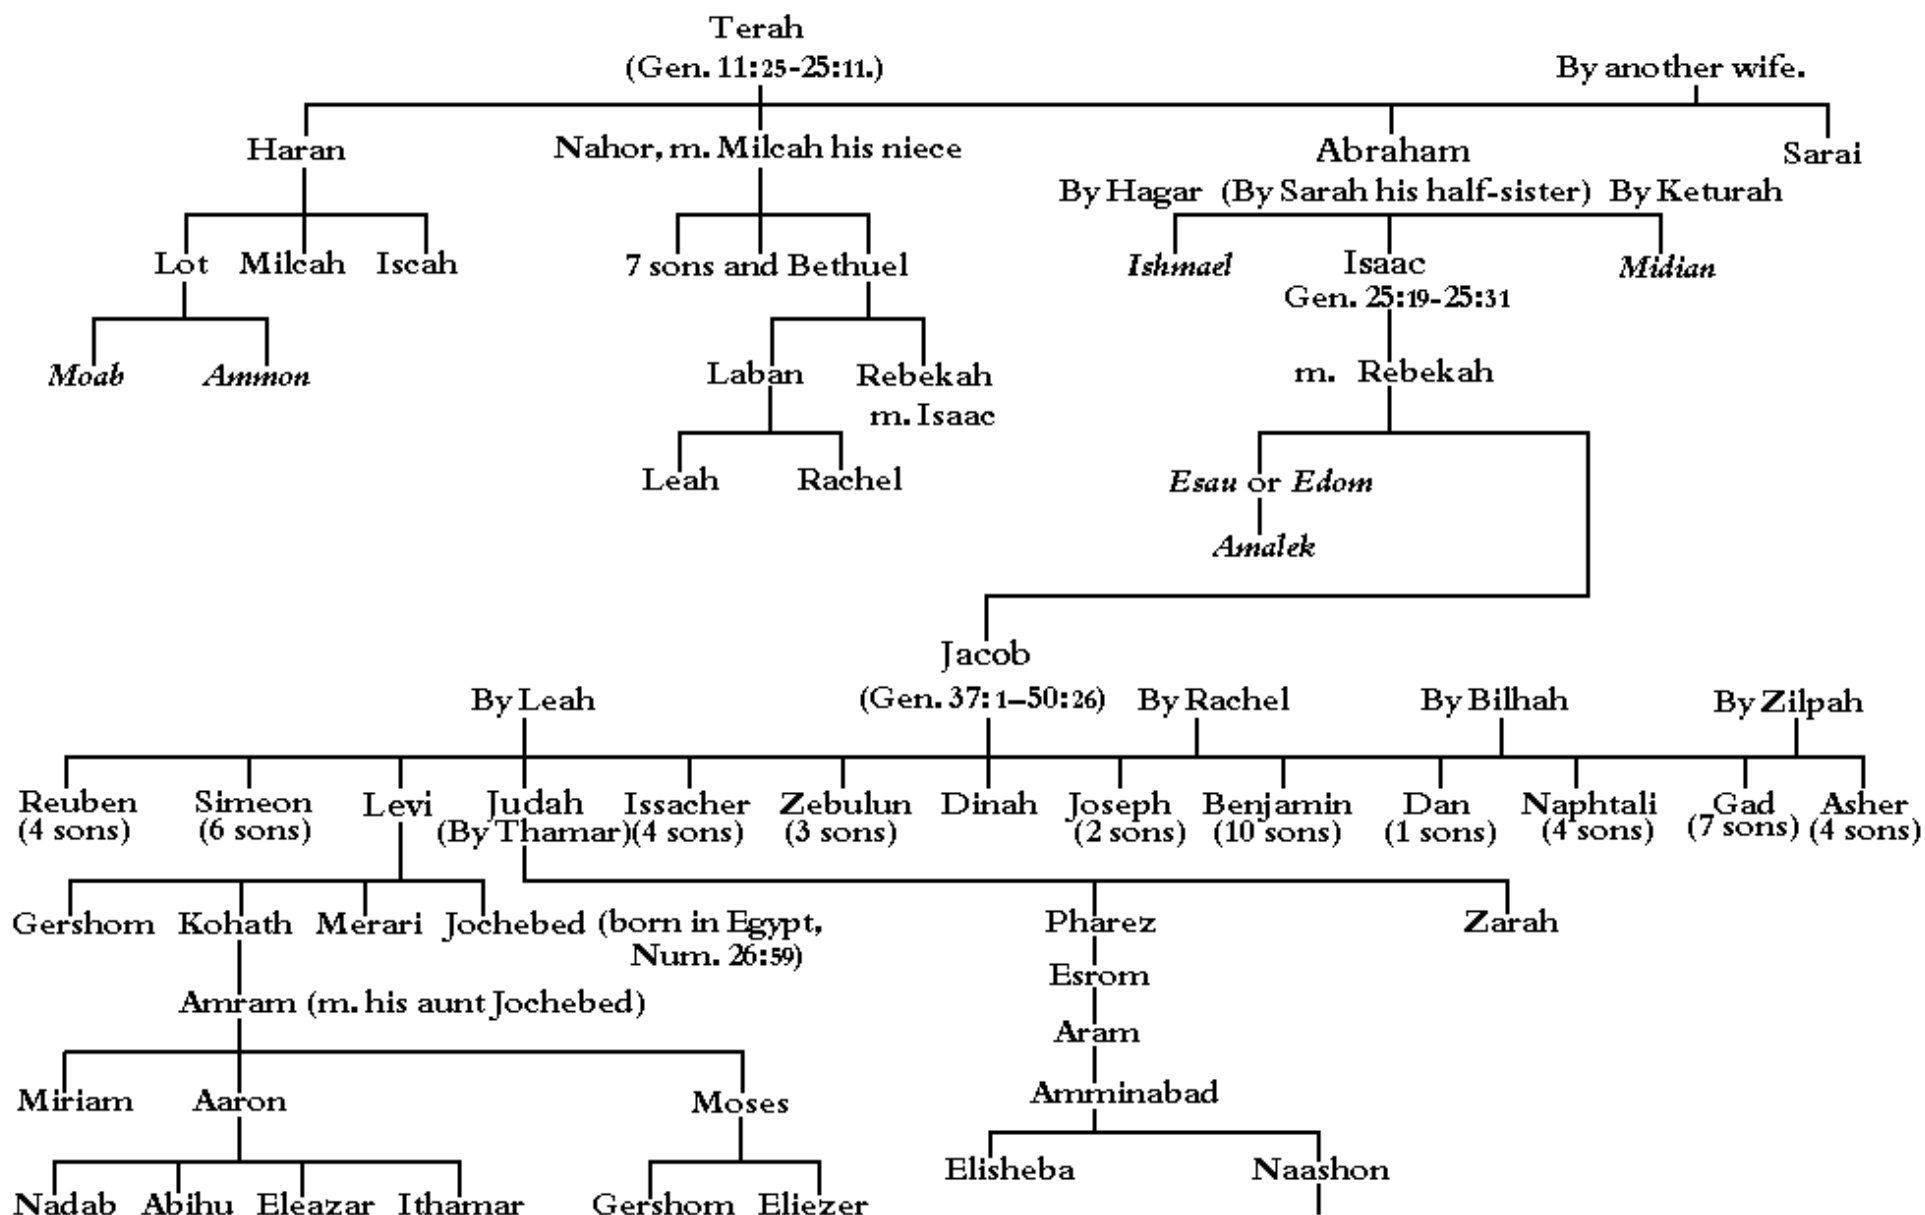 Terah
(Gen. 11:25-25:11.)
By another wife.
Haran
Nahor, m. Milcah his niece
Abraham
Sarai
By Hagar (By Sarah his half-sister) By Keturah
Lot Milcah Iscah
7 sons and Bethuel
Ishmael
Isaac
Midian
Gen. 25:19-25:31
Moab
Ammon
Laban
Rebekah
m. Isaac
m. Rebekah
Leah
Rachel
Esau or Edom
Amalek
Jacob
By Leah
(Gen. 37:1–50:26)
By Rachel
By Bilhah
By Zilpah
Reuben
(4 sons)
Simeon
(6 sons)
Levi
Judah
(By Thamar)
Issacher
(4 sons)
Zebulun
(3 sons)
Dinah
Joseph
(2 sons)
Benjamin
(10 sons)
Dan
(1 sons)
Naphtali
(4 sons)
Gad
(7 sons)
Asher
(4 sons)
Gershom
Kohath
Merari
Jochebed (born in Egypt,
Num. 26:59)
Pharez
Zarah
Esrom
Amram (m. his aunt Jochebed)
Aram
Miriam
Aaron
Moses
Amminabad
Elisheba
Naashon
Nadab
Abihu
Eleazar
Ithamar
Gershom
Eliezer